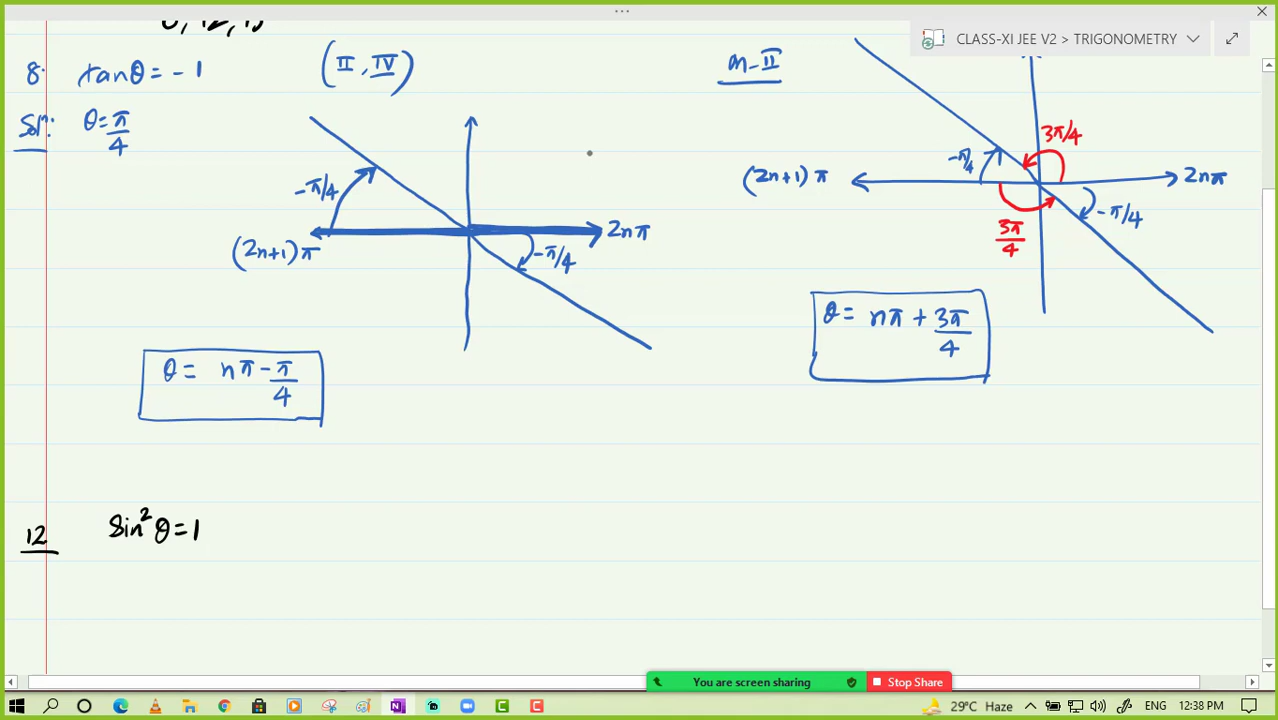 CLASS-XI JEE V2 > TRIGONOMETRY
8. tanθ = -1 (II, IV)
Solⁿ: θ = π/4
-π/4
(2n+1)π
2nπ
-π/4
θ = nπ - π/4
m-II
3π/4
-π/4
(2n+1)π
2nπ
3π/4
-π/4
θ = nπ + 3π/4
12 Sin²θ = 1
You are screen sharing Stop Share
29°C Haze 12:38 PM